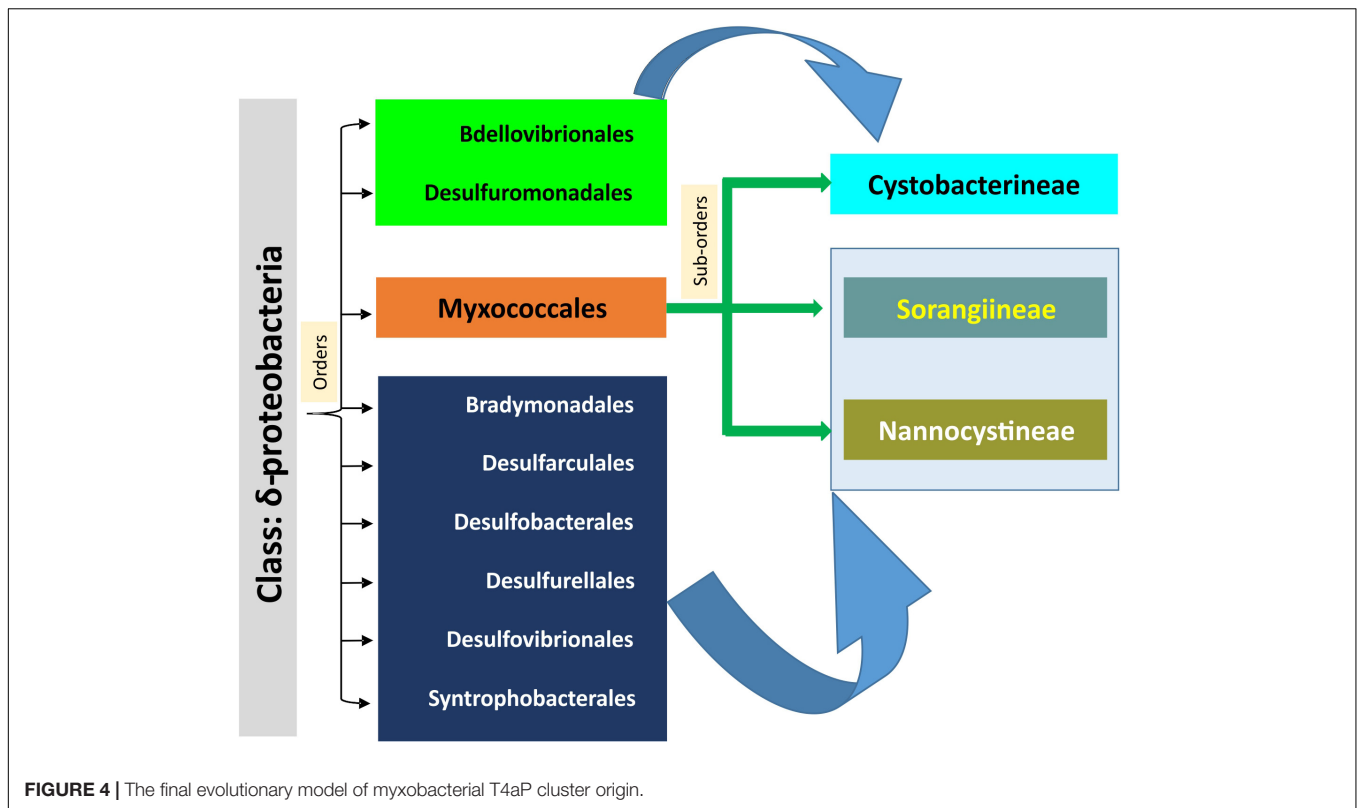 Class: δ-proteobacteria
Orders
Bdellovibrionales
Desulfuromonadales
Myxococcales
Bradymonadales
Desulfarculales
Desulfobacterales
Desulfurellales
Desulfovibrionales
Syntrophobacterales
Sub-orders
Cystobacterineae
Sorangiineae
Nannocystineae
FIGURE 4 | The final evolutionary model of myxobacterial T4aP cluster origin.